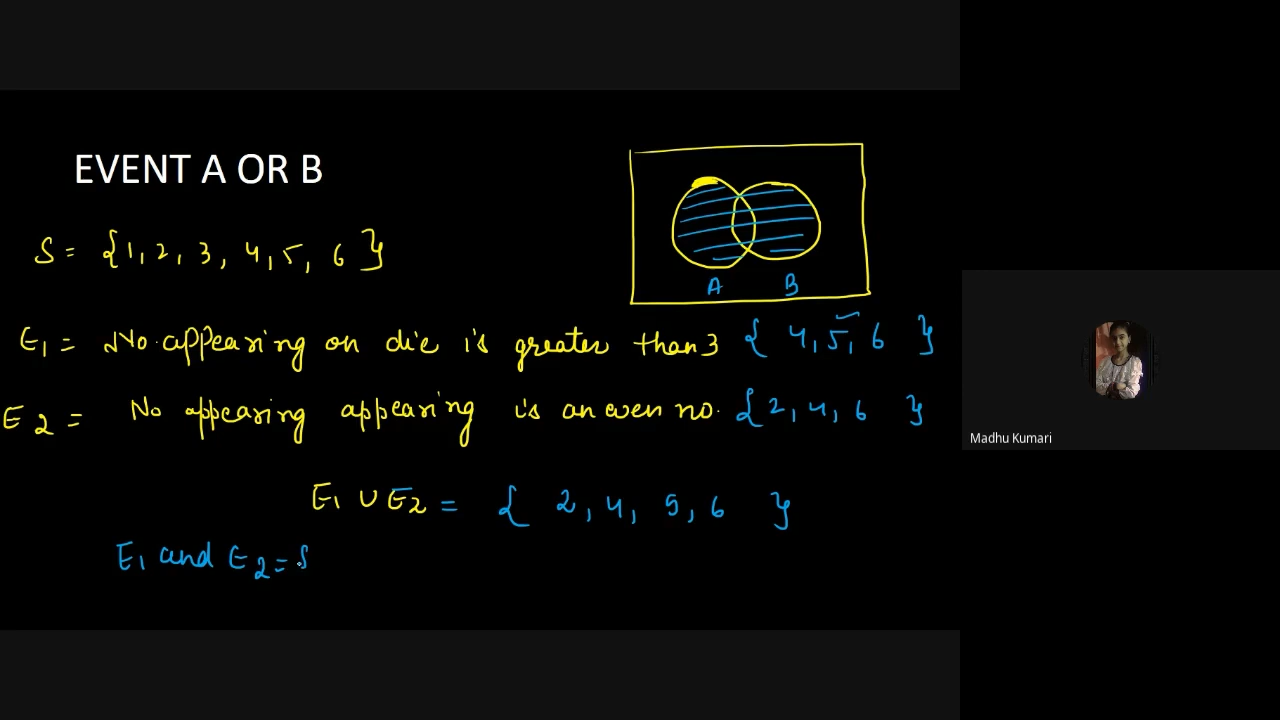 EVENT A OR B
S = {1, 2, 3, 4, 5, 6}
A B
E1 = No. appearing on die is greater than 3 {4, 5, 6}
E2 = No appearing appearing is an even no. {2, 4, 6}
Madhu Kumari
E1 ∪ E2 = {2, 4, 5, 6}
E1 and E2 = S